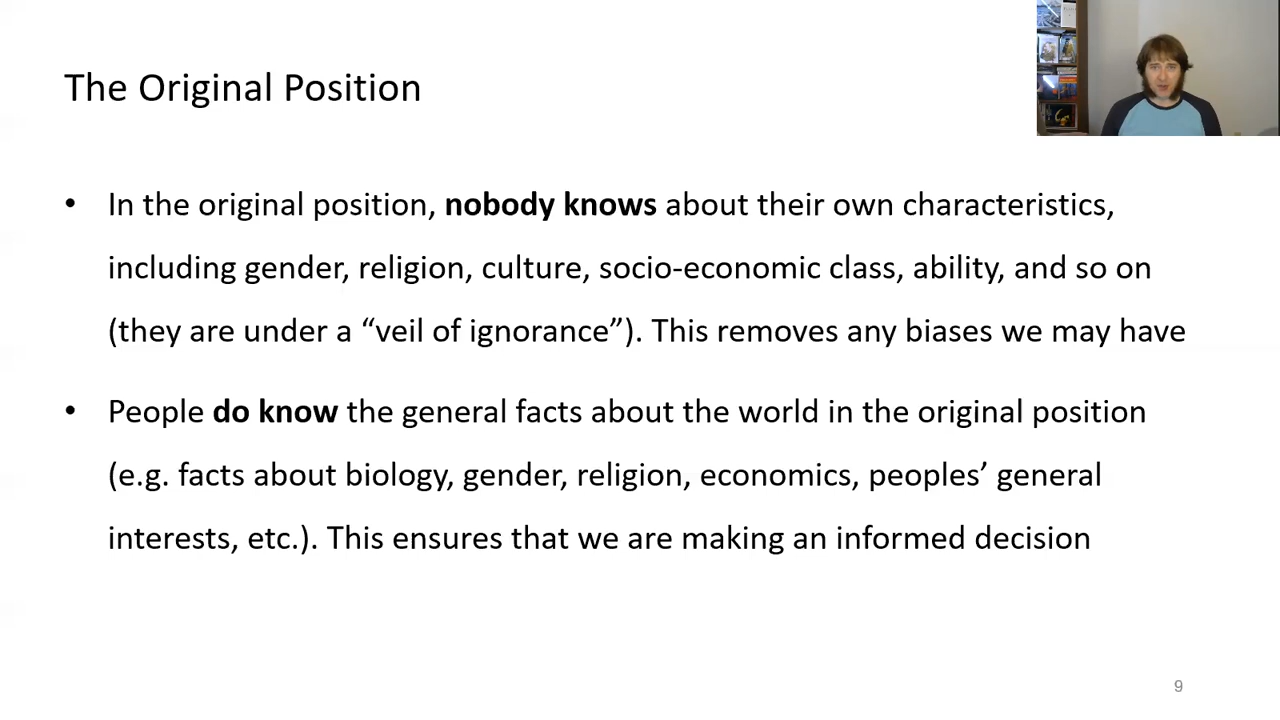 The Original Position
• In the original position, nobody knows about their own characteristics,
including gender, religion, culture, socio-economic class, ability, and so on
(they are under a “veil of ignorance”). This removes any biases we may have
• People do know the general facts about the world in the original position
(e.g. facts about biology, gender, religion, economics, peoples’ general
interests, etc.). This ensures that we are making an informed decision
9